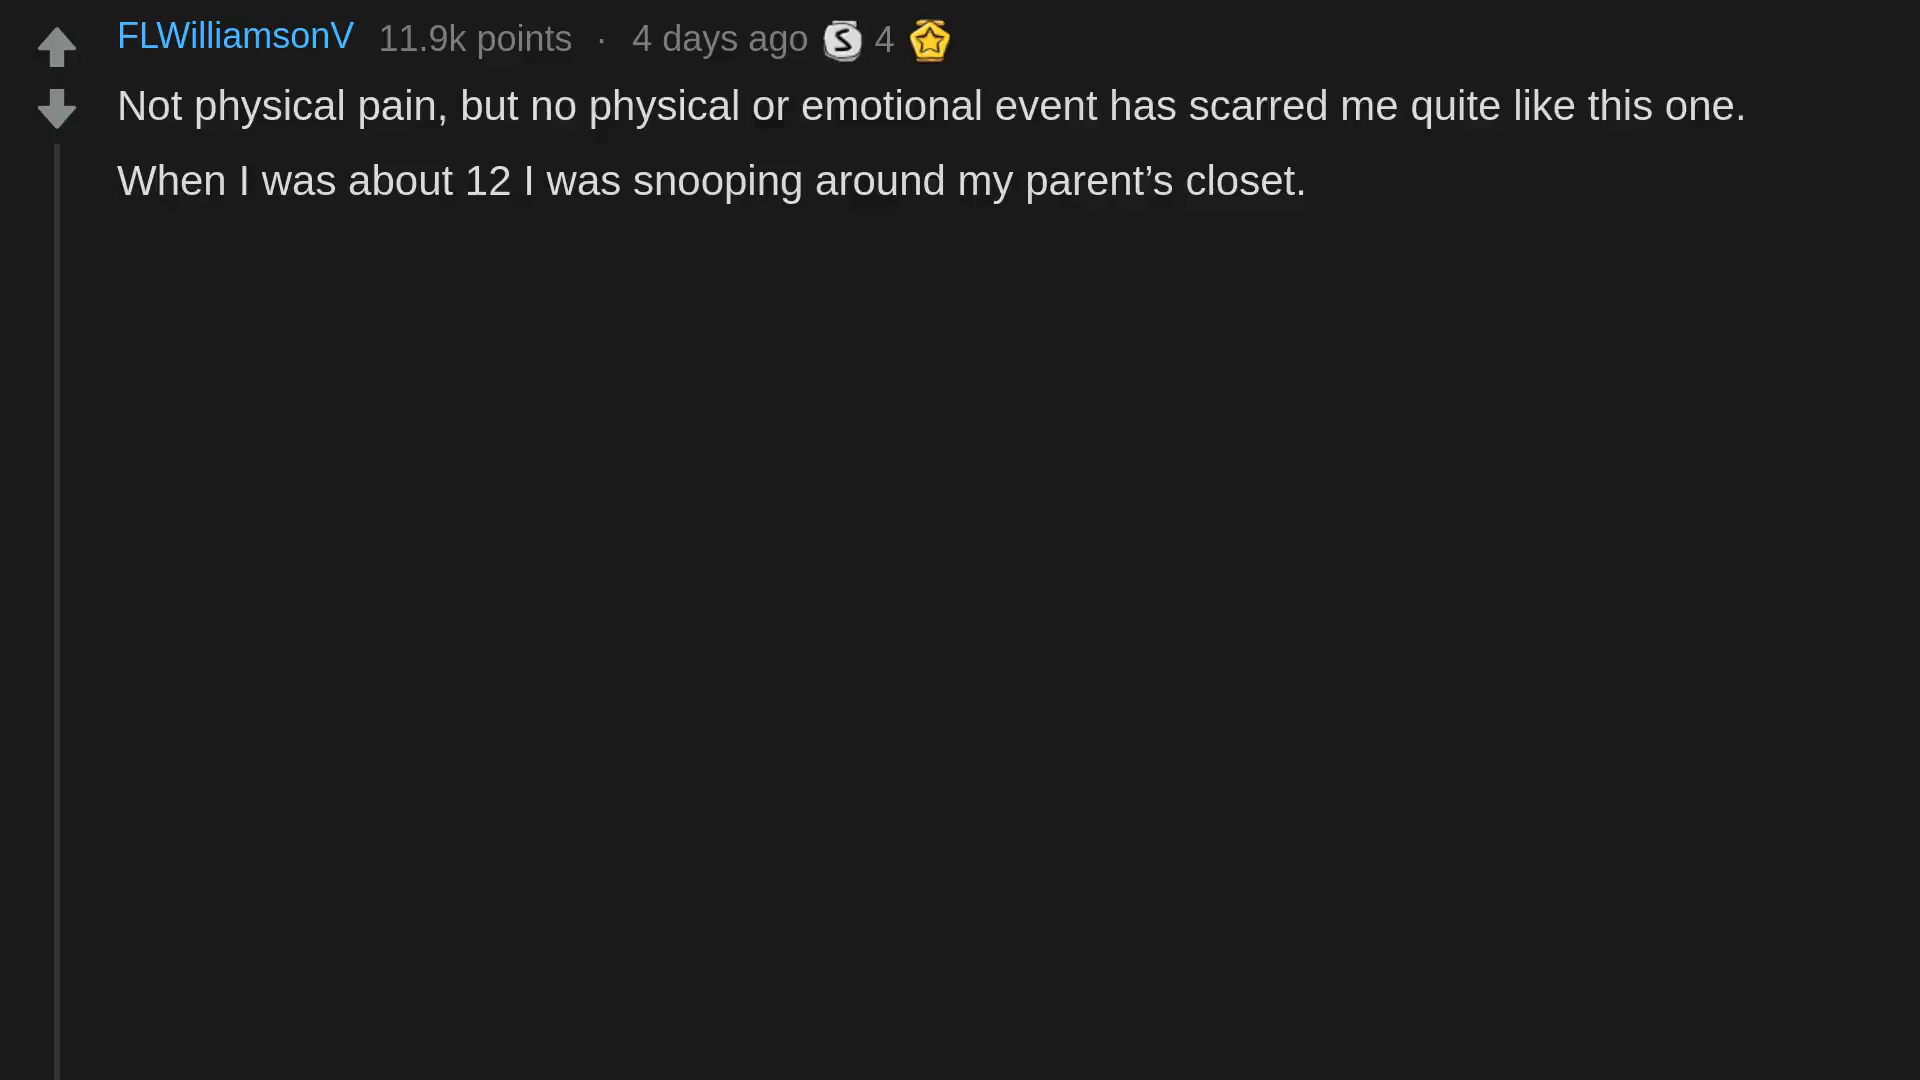 FLWilliamsonV 11.9k points · 4 days ago S 4
Not physical pain, but no physical or emotional event has scarred me quite like this one.
When I was about 12 I was snooping around my parent’s closet.